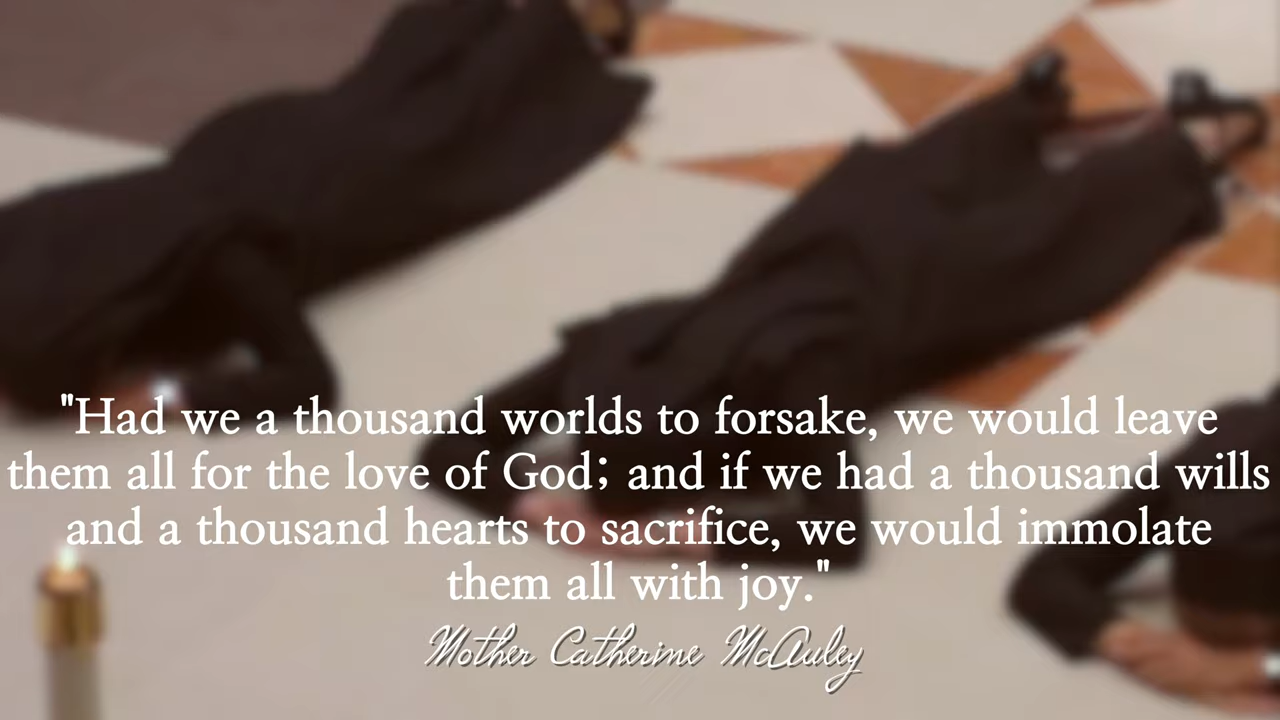 "Had we a thousand worlds to forsake, we would leave
them all for the love of God; and if we had a thousand wills
and a thousand hearts to sacrifice, we would immolate
them all with joy."
Mother Catherine McAuley